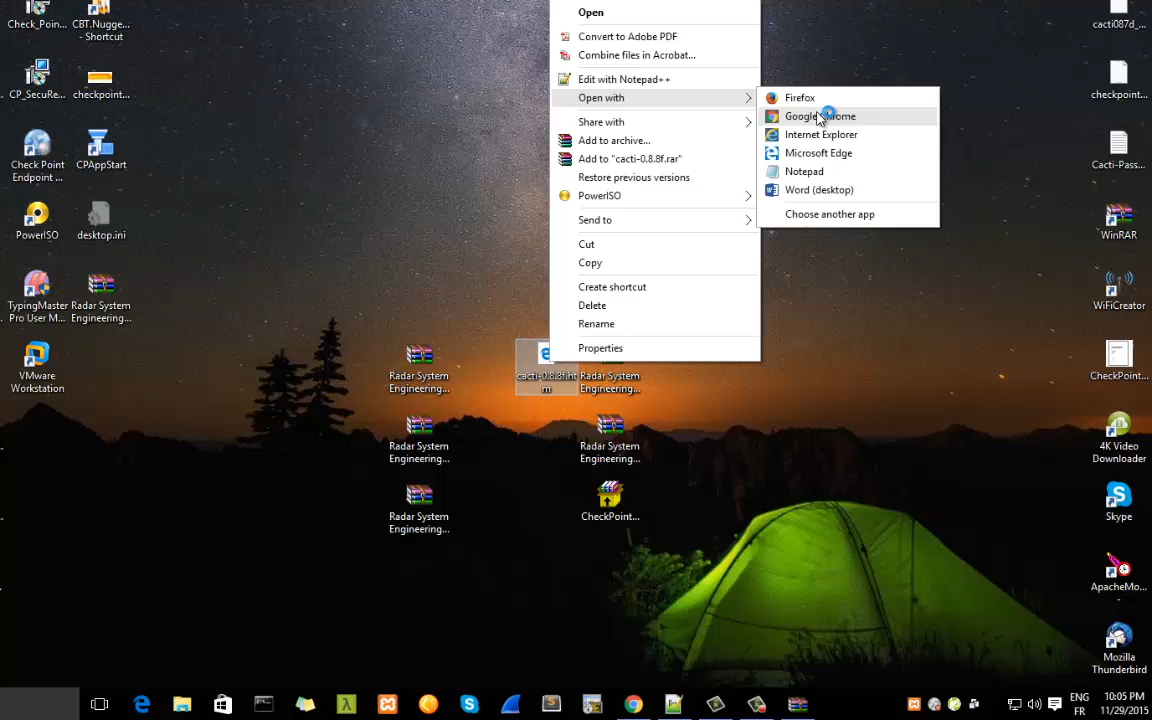 Check_Poin...
CBT.Nugge...
- Shortcut
CP_SecuRe...
checkpoint...
Check Point
Endpoint ...
CPAppStart
PowerISO
desktop.ini
TypingMaster
Pro User M...
Radar System
Engineering...
VMware
Workstation
Radar System
Engineering...
cacti-0.8.8f.ht
m
Radar System
Engineering...
Radar System
Engineering...
Radar System
Engineering...
Radar System
Engineering...
CheckPoint...
Open
Convert to Adobe PDF
Combine files in Acrobat...
Edit with Notepad++
Open with
Share with
Add to archive...
Add to "cacti-0.8.8f.rar"
Restore previous versions
PowerISO
Send to
Cut
Copy
Create shortcut
Delete
Rename
Properties
Firefox
Google Chrome
Internet Explorer
Microsoft Edge
Notepad
Word (desktop)
Choose another app
cacti087d_...
checkpoint...
Cacti-Pass...
WinRAR
WiFiCreator
CheckPoint...
4K Video
Downloader
Skype
ApacheMo...
Mozilla
Thunderbird
ENG
FR
10:05 PM
11/29/2015